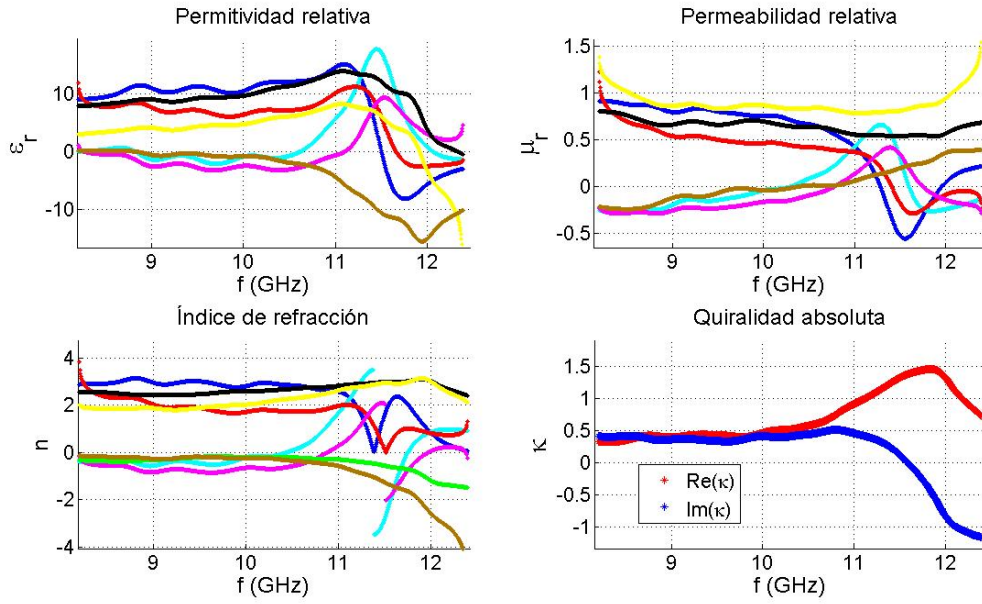 Permitividad relativa
10
0
-10
εr
9
10
11
12
f (GHz)
Permeabilidad relativa
1.5
1
0.5
0
-0.5
μr
9
10
11
12
f (GHz)
Índice de refracción
4
2
0
-2
-4
n
9
10
11
12
f (GHz)
Quiralidad absoluta
1.5
1
0.5
0
-0.5
-1
κ
Re(κ)
Im(κ)
9
10
11
12
f (GHz)